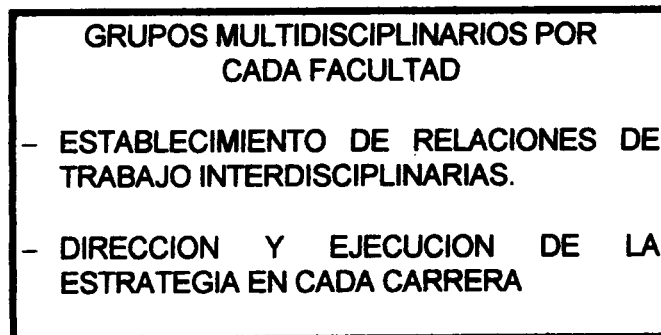 GRUPOS MULTIDISCIPLINARIOS POR
CADA FACULTAD
– ESTABLECIMIENTO DE RELACIONES DE
TRABAJO INTERDISCIPLINARIAS.
– DIRECCION Y EJECUCION DE LA
ESTRATEGIA EN CADA CARRERA